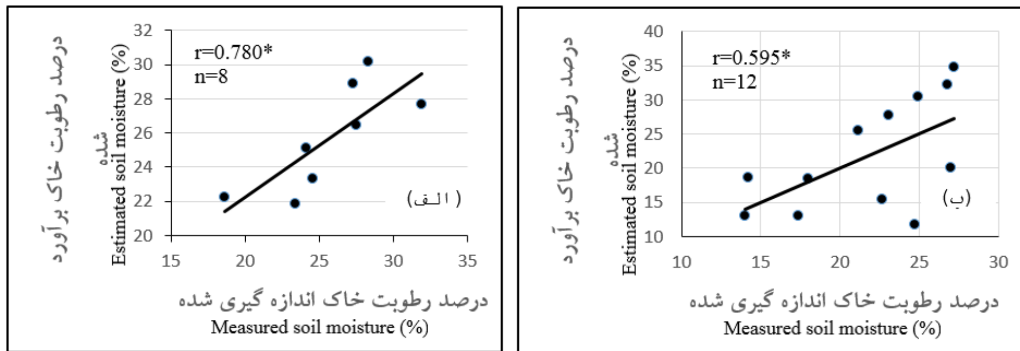 درصد رطوبت خاک برآورد
شده
Estimated soil moisture (%)
r=0.780*
n=8
32
30
28
26
24
22
20
(الف)
15 20 25 30 35
درصد رطوبت خاک اندازه گیری شده
Measured soil moisture (%)
درصد رطوبت خاک برآورد
شده
Estimated soil moisture (%)
r=0.595*
n=12
40
35
30
25
20
15
10
(ب)
10 15 20 25 30
درصد رطوبت خاک اندازه گیری شده
Measured soil moisture (%)